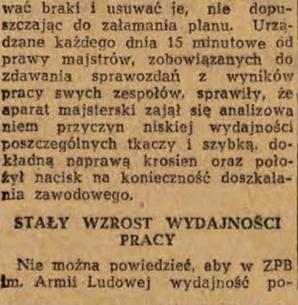 wać braki i usuwać je, nie dopu-
szczając do załamania planu. Urzą-
dzane każdego dnia 15 minutowe od
prawy majstrów, zobowiązanych do
zdawania sprawozdań z wyników
pracy swych zespołów, sprawiły, że
aparat majsterski zajął się analizowa
niem przyczyn niskiej wydajności
poszczególnych tkaczy i szybką, do-
kładną naprawą krosien oraz poło-
żył nacisk na konieczność doszkala-
nia zawodowego.
STAŁY WZROST WYDAJNOŚCI
PRACY
Nie można powiedzieć, aby w ZPB
im. Armii Ludowej wydajność po-